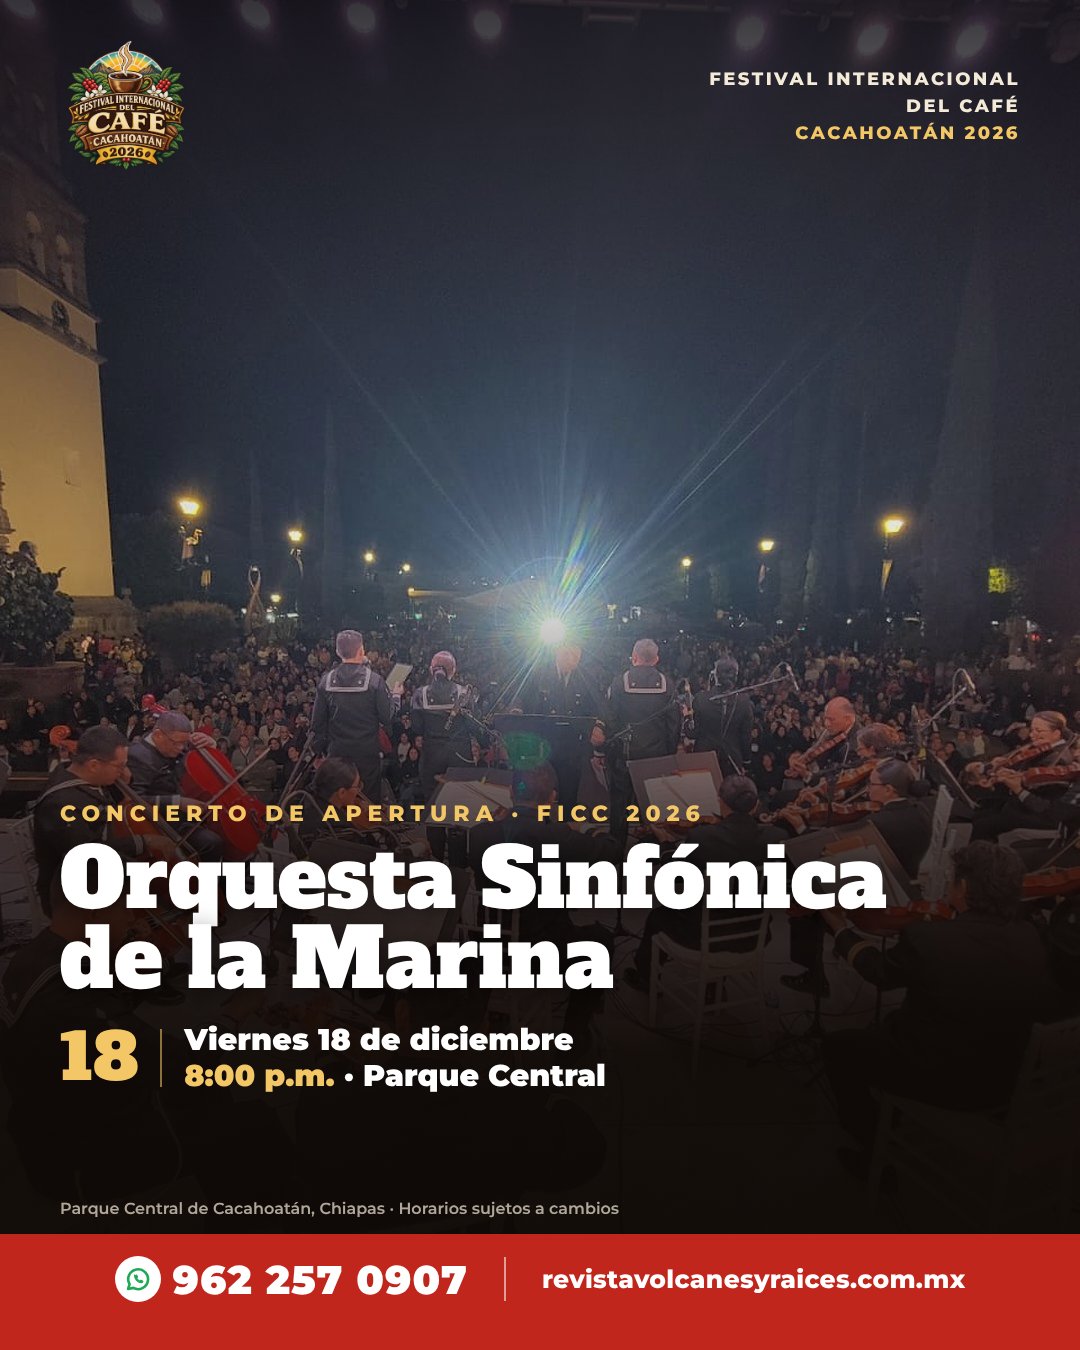 FESTIVAL INTERNACIONAL
DEL
CAFÉ
CACAHOATÁN
2026
FESTIVAL INTERNACIONAL
DEL CAFÉ
CACAHOATÁN 2026
CONCIERTO DE APERTURA · FICC 2026
Orquesta Sinfónica
de la Marina
18
Viernes 18 de diciembre
8:00 p.m. · Parque Central
Parque Central de Cacahoatán, Chiapas · Horarios sujetos a cambios
962 257 0907
revistavolcanesyraices.com.mx